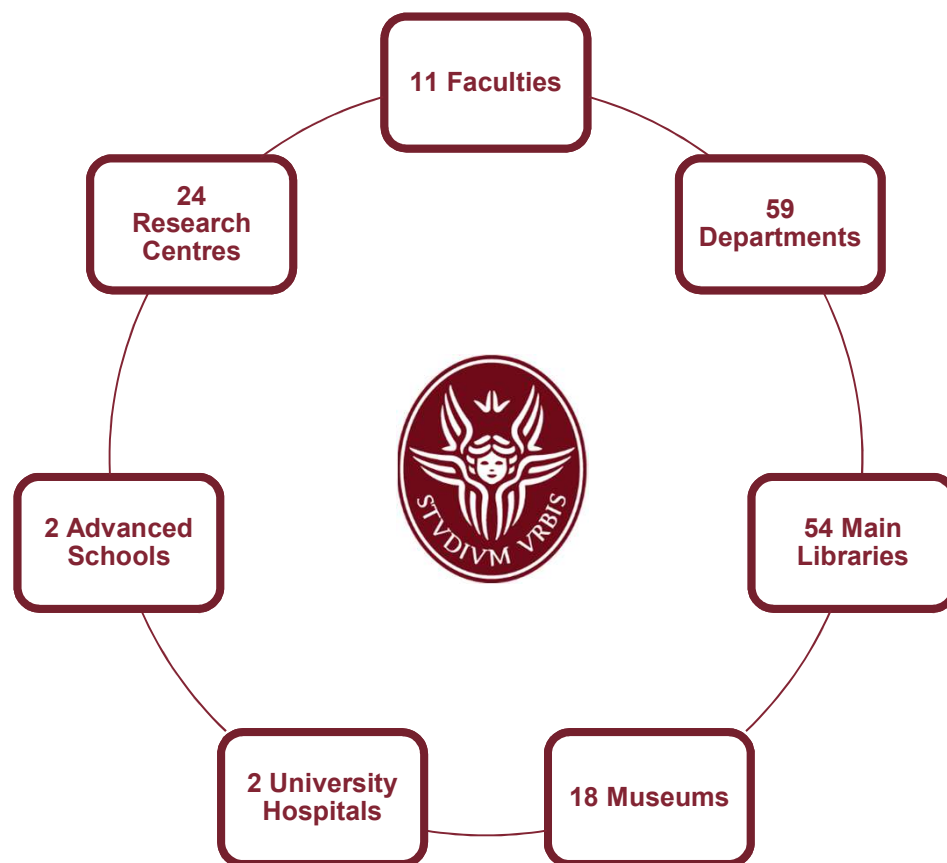 11 Faculties
59
Departments
54 Main
Libraries
18 Museums
2 University
Hospitals
2 Advanced
Schools
24
Research
Centres
STVDIVM VRBIS